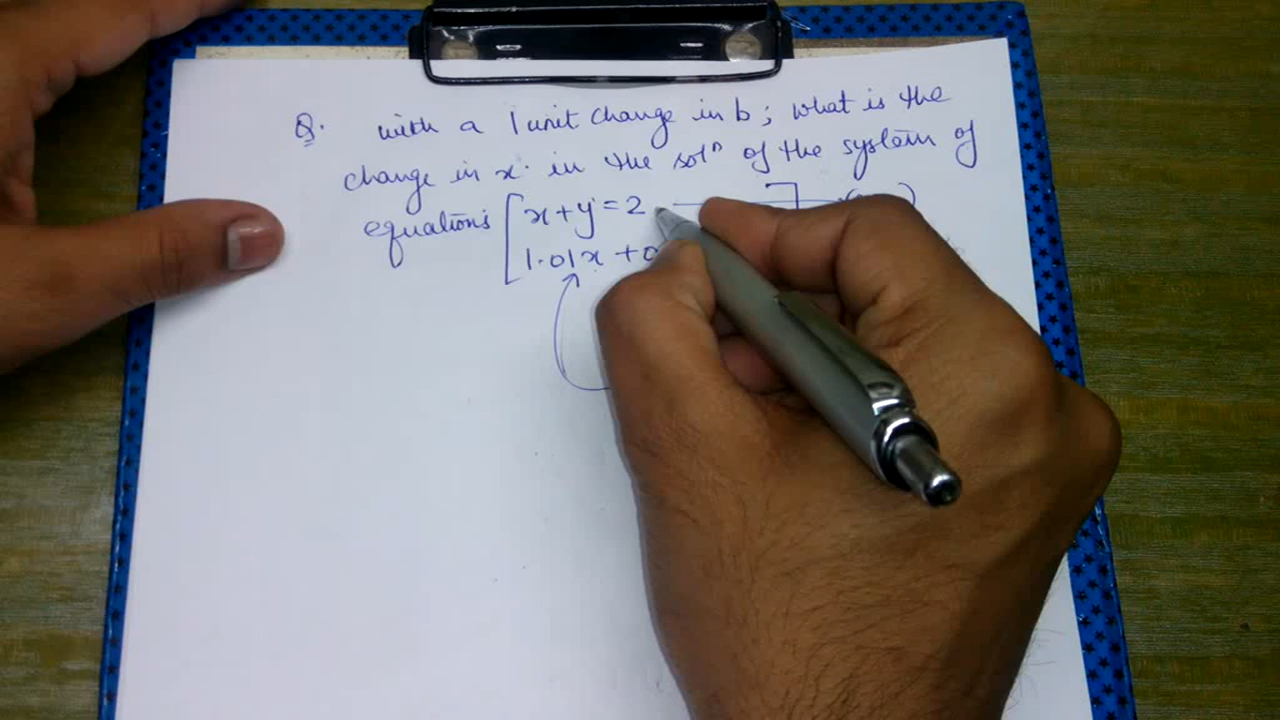 Q. with a 1 unit change in b; what is the
change in x. in the solⁿ of the system of
equations [ x+y=2
1.01x +0